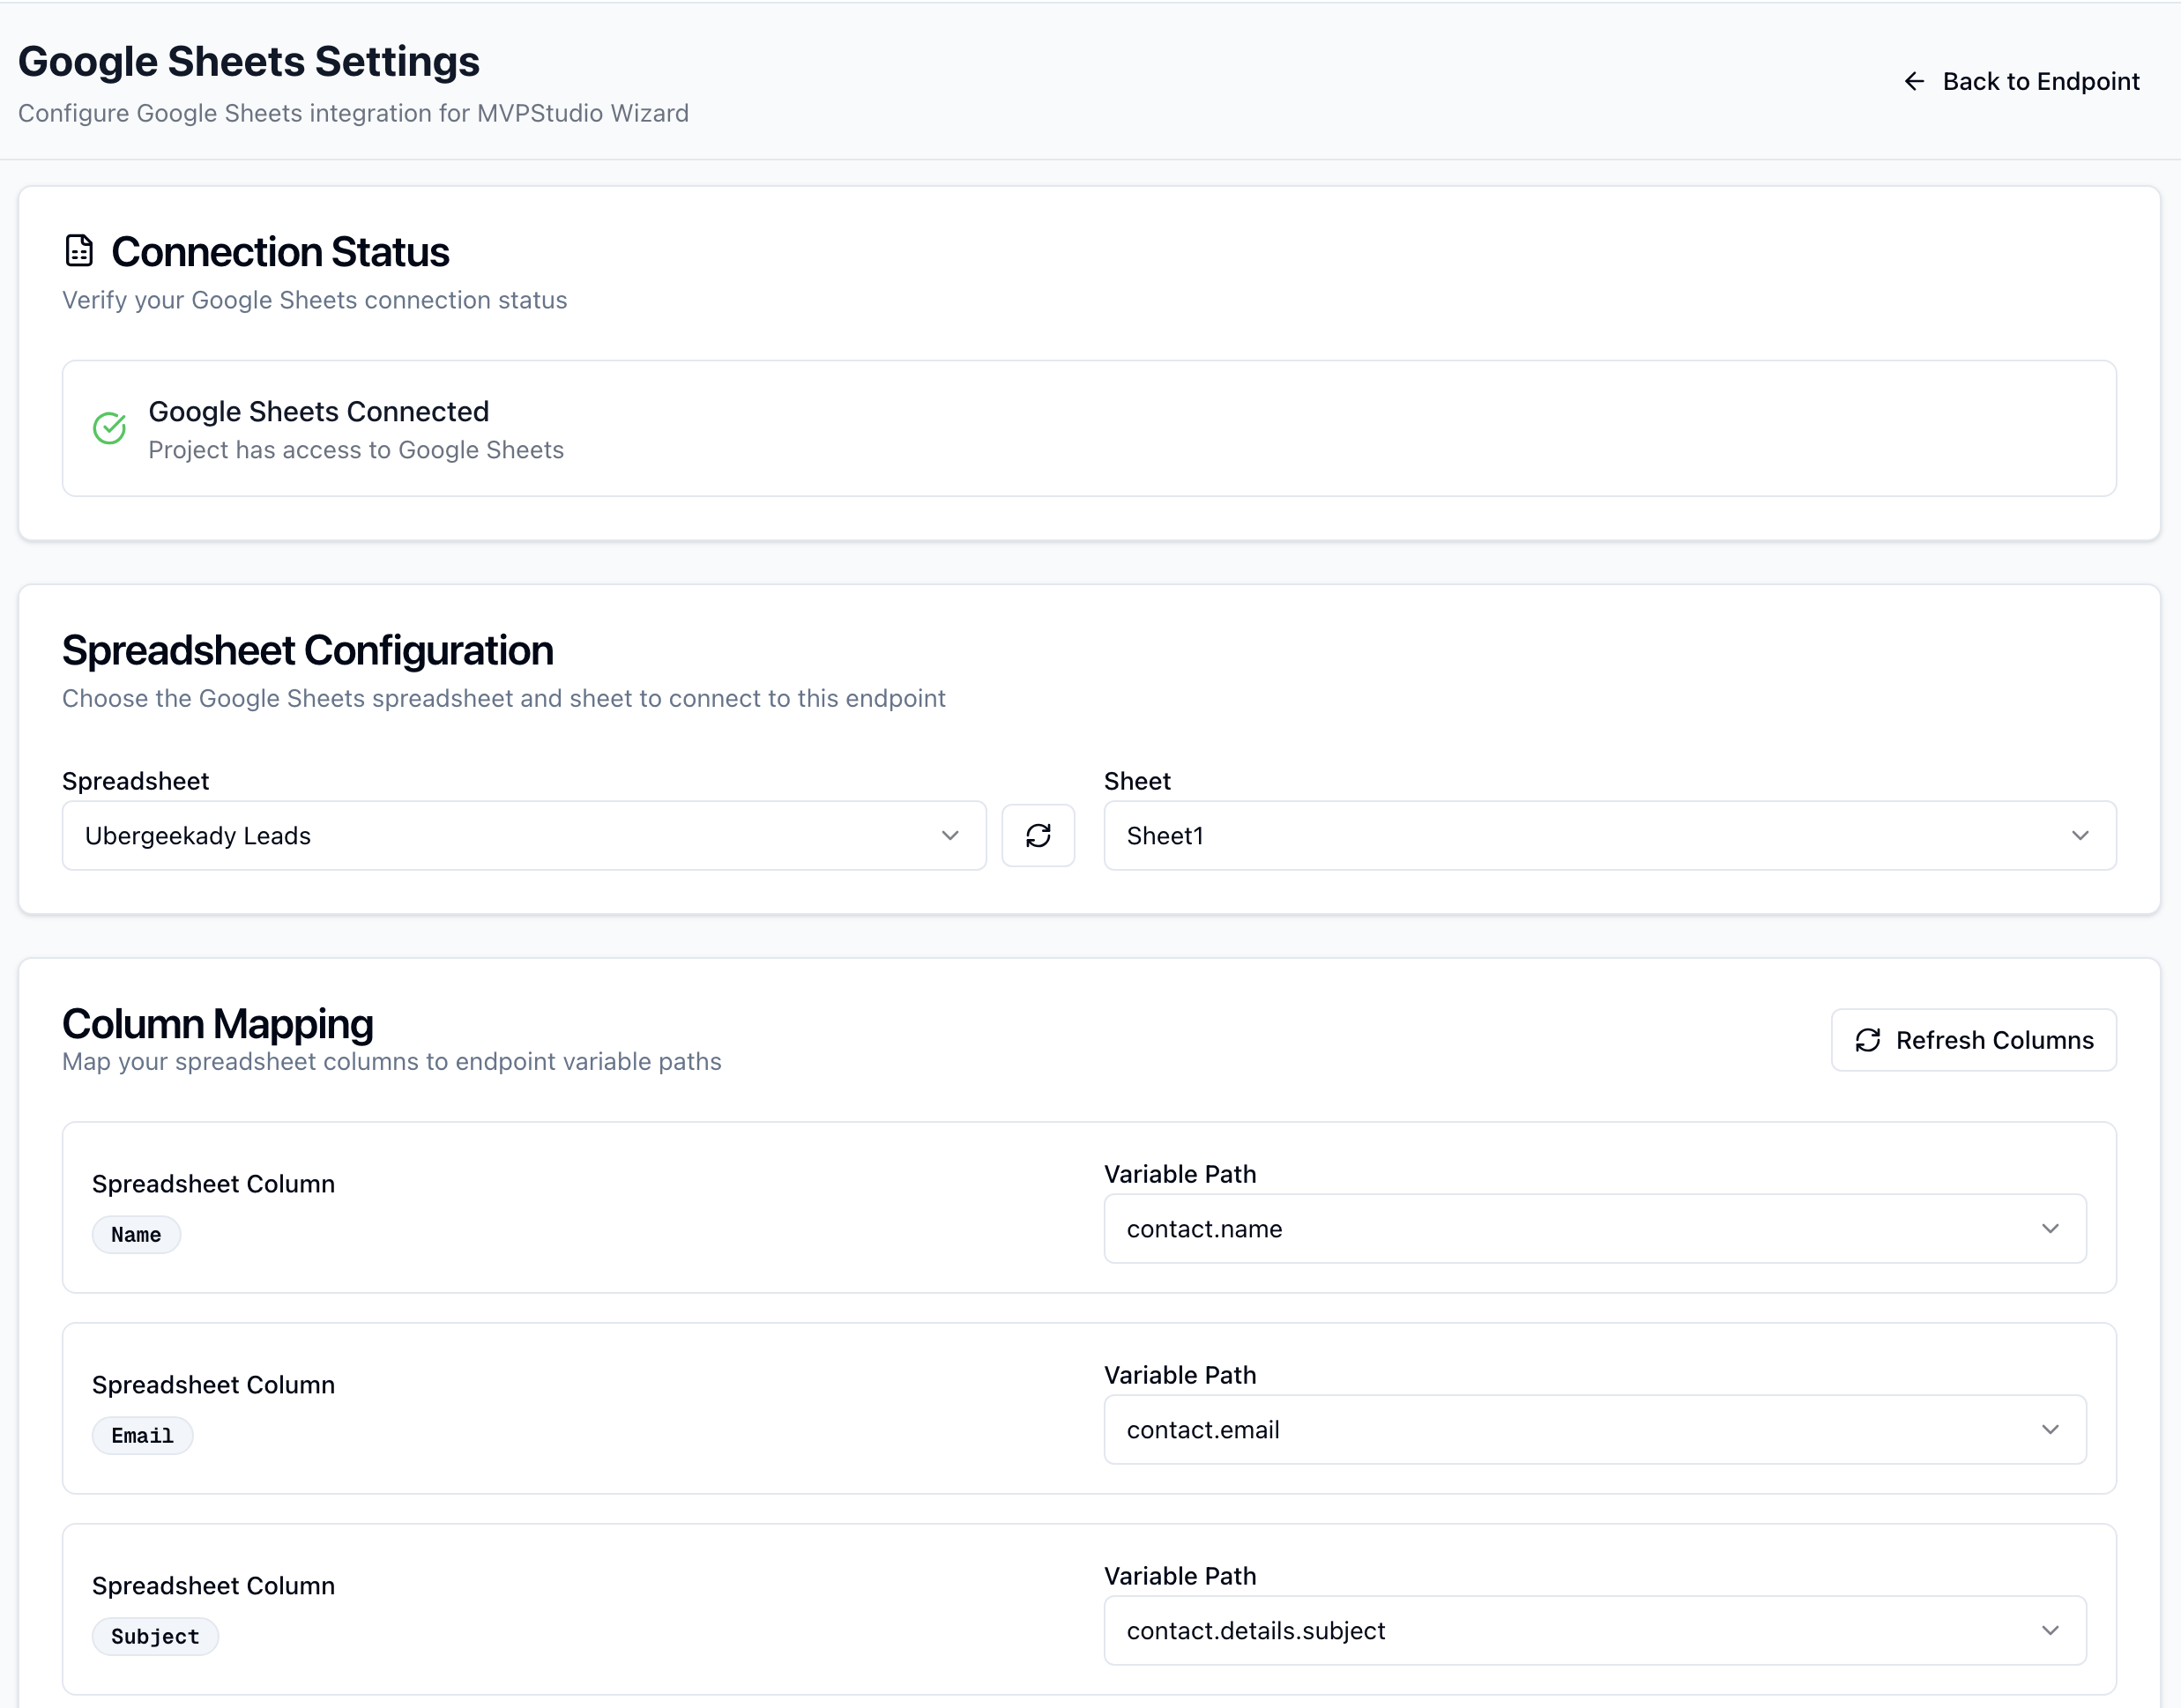 Google Sheets Settings
Configure Google Sheets integration for MVPStudio Wizard
Back to Endpoint
Connection Status
Verify your Google Sheets connection status
Google Sheets Connected
Project has access to Google Sheets
Spreadsheet Configuration
Choose the Google Sheets spreadsheet and sheet to connect to this endpoint
Spreadsheet
Ubergeekady Leads
Sheet
Sheet1
Column Mapping
Map your spreadsheet columns to endpoint variable paths
Refresh Columns
Spreadsheet Column
Name
Variable Path
contact.name
Spreadsheet Column
Email
Variable Path
contact.email
Spreadsheet Column
Subject
Variable Path
contact.details.subject